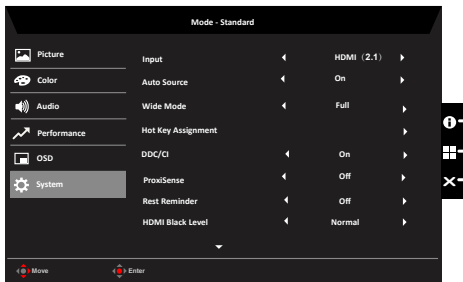 Mode - Standard
Picture
Color
Audio
Performance
OSD
System
Input HDMI（2.1）
Auto Source On
Wide Mode Full
Hot Key Assignment
DDC/CI On
ProxiSense Off
Rest Reminder Off
HDMI Black Level Normal
Move Enter